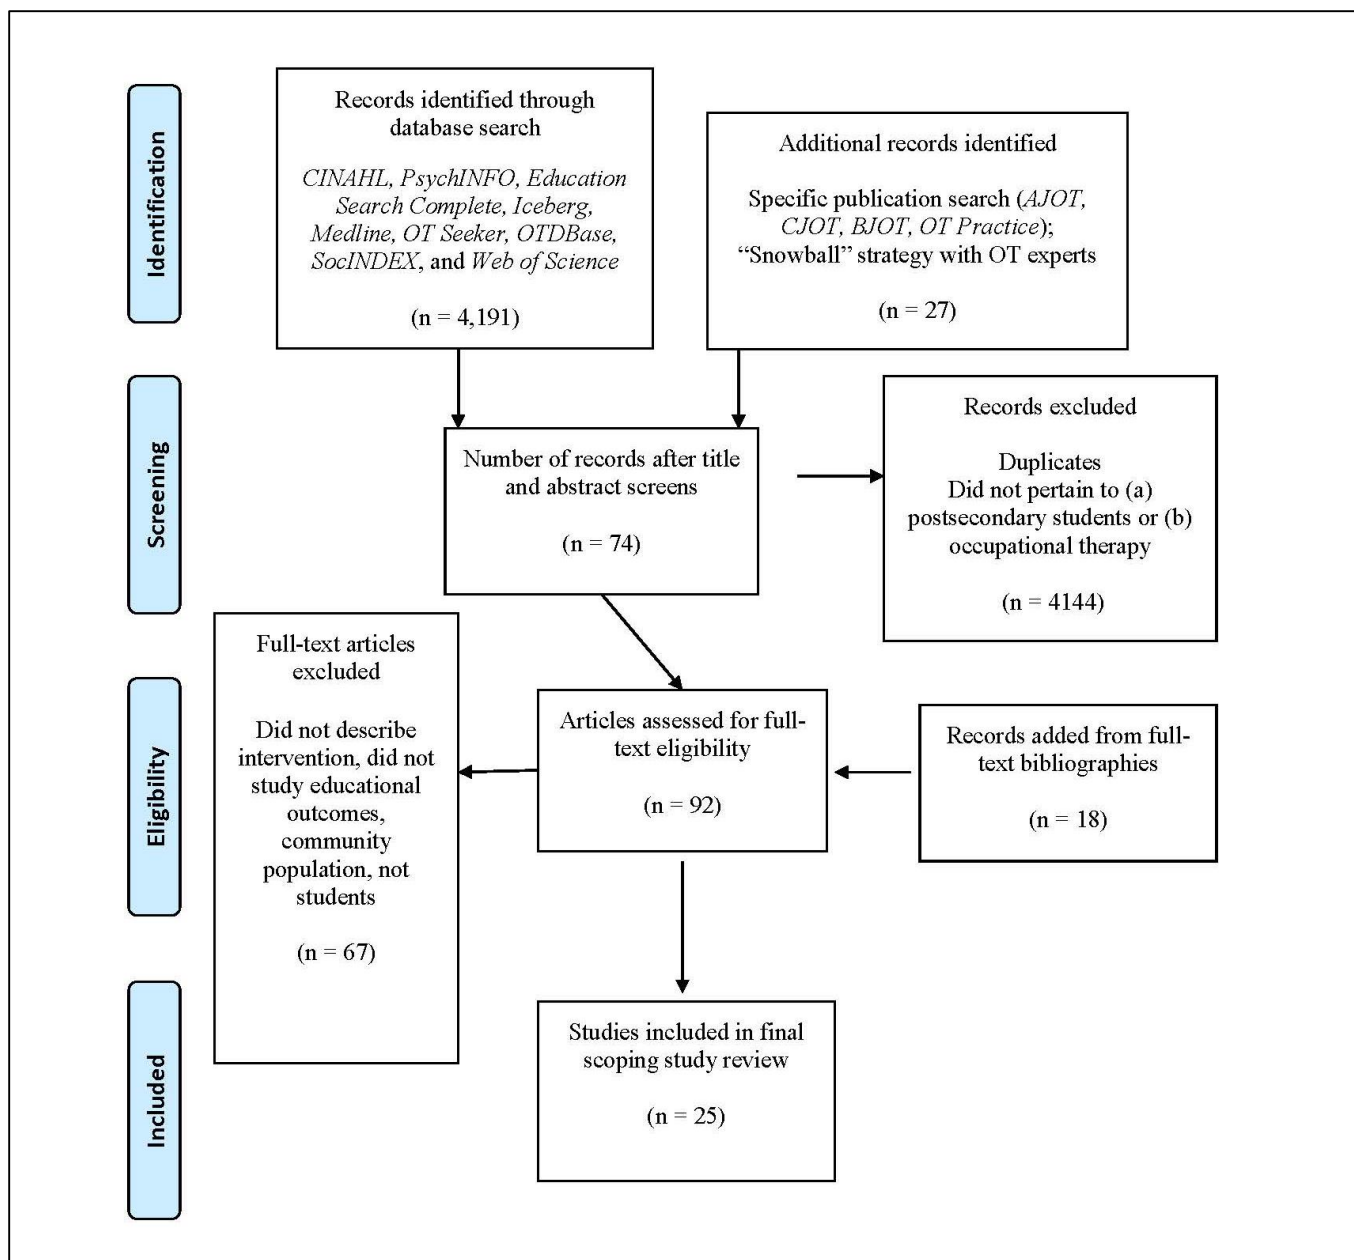 Identification
Records identified through
database search
CINAHL, PsychINFO, Education
Search Complete, Iceberg,
Medline, OT Seeker, OTDBase,
SocINDEX, and Web of Science
(n = 4,191)
Additional records identified
Specific publication search (AJOT,
CJOT, BJOT, OT Practice);
“Snowball” strategy with OT experts
(n = 27)
Screening
Number of records after title
and abstract screens
(n = 74)
Records excluded
Duplicates
Did not pertain to (a)
postsecondary students or (b)
occupational therapy
(n = 4144)
Eligibility
Full-text articles
excluded
Did not describe
intervention, did not
study educational
outcomes,
community
population, not
students
(n = 67)
Articles assessed for full-
text eligibility
(n = 92)
Records added from full-
text bibliographies
(n = 18)
Included
Studies included in final
scoping study review
(n = 25)